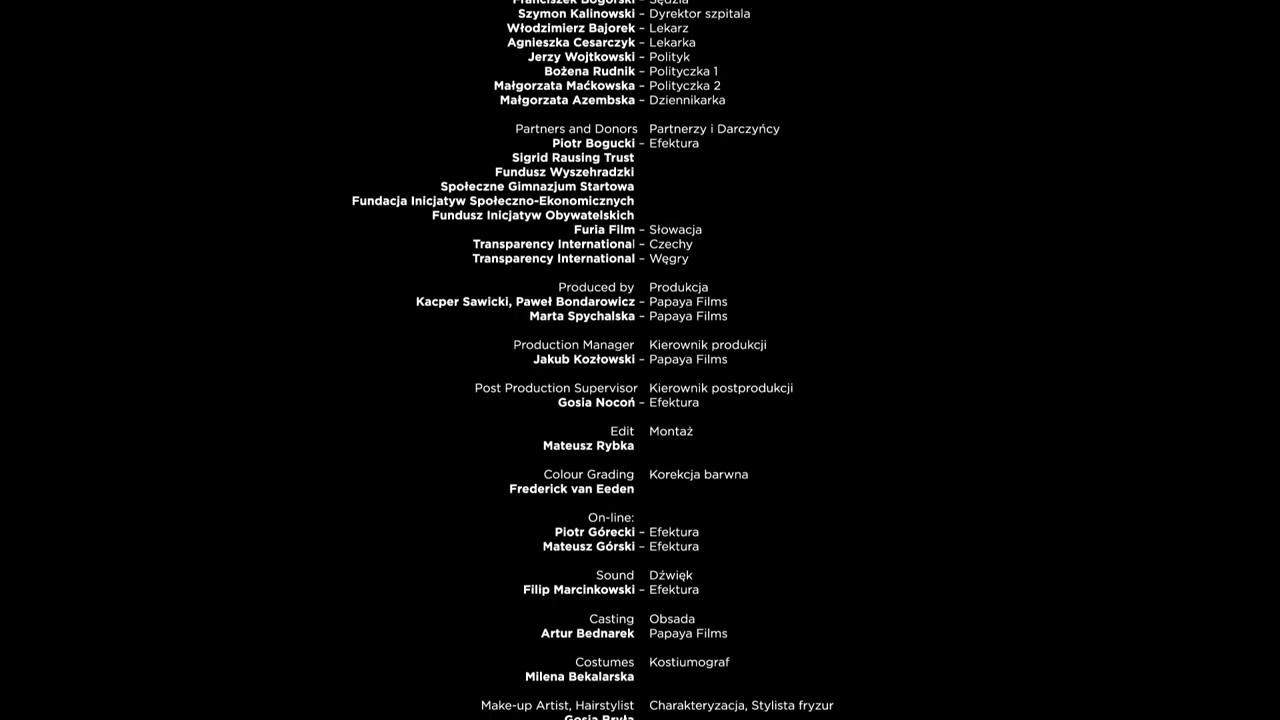 Franciszek Bogorski – Sędzia
Szymon Kalinowski – Dyrektor szpitala
Włodzimierz Bajorek – Lekarz
Agnieszka Cesarczyk – Lekarka
Jerzy Wojtkowski – Polityk
Bożena Rudnik – Polityczka 1
Małgorzata Maćkowska – Polityczka 2
Małgorzata Azembska – Dziennikarka
Partners and Donors Partnerzy i Darczyńcy
Piotr Bogucki – Efektura
Sigrid Rausing Trust
Fundusz Wyszehradzki
Społeczne Gimnazjum Startowa
Fundacja Inicjatyw Społeczno-Ekonomicznych
Fundusz Inicjatyw Obywatelskich
Furia Film – Słowacja
Transparency International – Czechy
Transparency International – Węgry
Produced by Produkcja
Kacper Sawicki, Paweł Bondarowicz – Papaya Films
Marta Spychalska – Papaya Films
Production Manager Kierownik produkcji
Jakub Kozłowski – Papaya Films
Post Production Supervisor Kierownik postprodukcji
Gosia Nocoń – Efektura
Edit Montaż
Mateusz Rybka
Colour Grading Korekcja barwna
Frederick van Eeden
On-line:
Piotr Górecki – Efektura
Mateusz Górski – Efektura
Sound Dźwięk
Filip Marcinkowski – Efektura
Casting Obsada
Artur Bednarek Papaya Films
Costumes Kostiumograf
Milena Bekalarska
Make-up Artist, Hairstylist Charakteryzacja, Stylista fryzur
Gosia Bryła